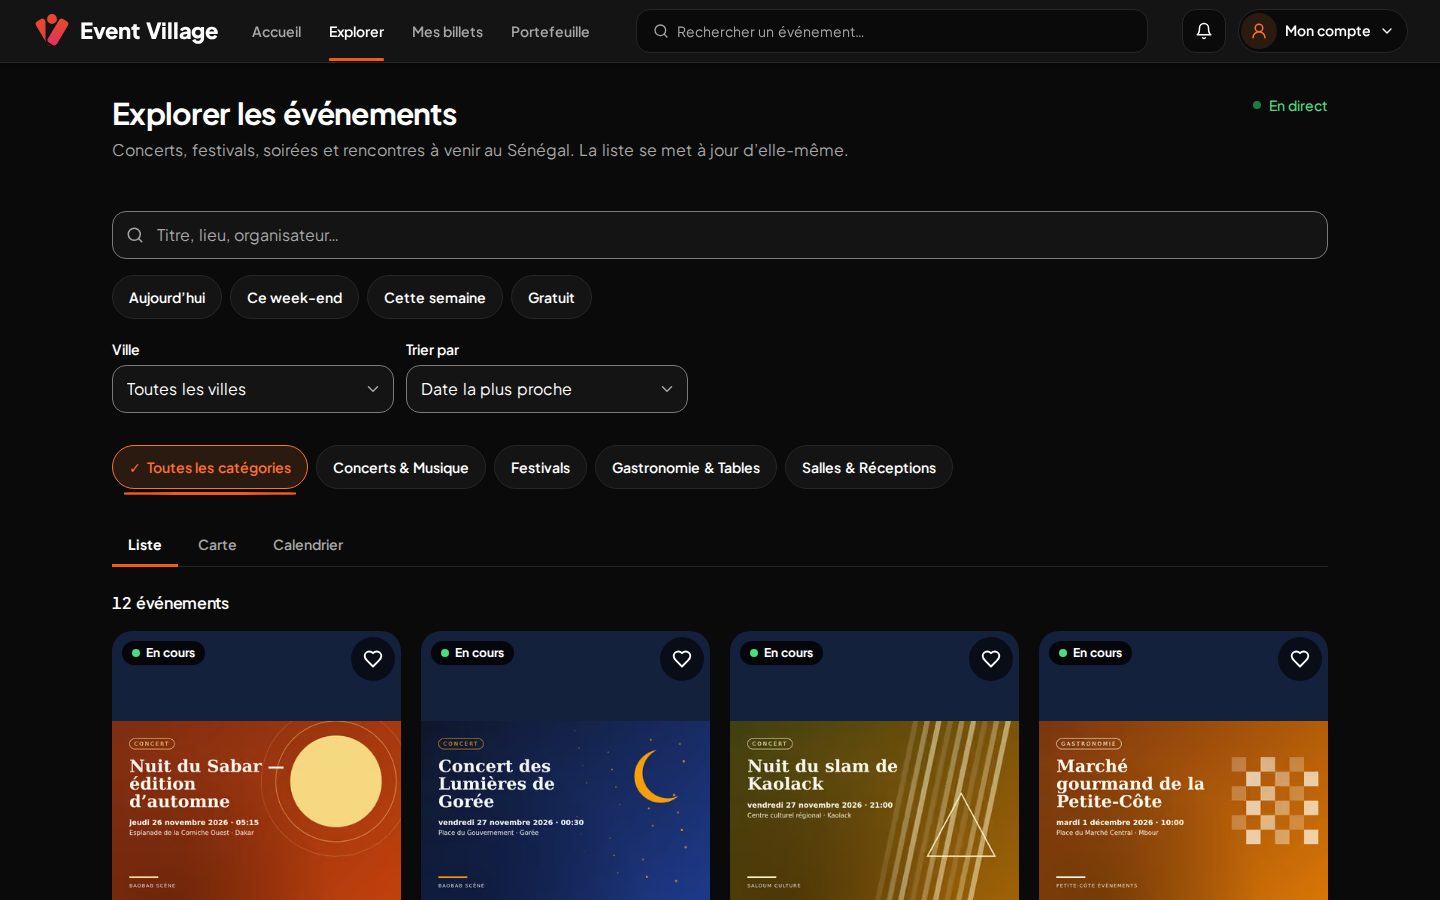 Event Village
Accueil
Explorer
Mes billets
Portefeuille
Rechercher un événement…
Mon compte
Explorer les événements
En direct
Concerts, festivals, soirées et rencontres à venir au Sénégal. La liste se met à jour d’elle-même.
Titre, lieu, organisateur…
Aujourd’hui
Ce week-end
Cette semaine
Gratuit
Ville
Trier par
Toutes les villes
Date la plus proche
✓ Toutes les catégories
Concerts & Musique
Festivals
Gastronomie & Tables
Salles & Réceptions
Liste
Carte
Calendrier
12 événements
En cours
CONCERT
Nuit du Sabar —
édition
d’automne
jeudi 26 novembre 2026 · 05:15
Esplanade de la Corniche Ouest · Dakar
BAOBAB SCÈNE
En cours
CONCERT
Concert des
Lumières de
Gorée
vendredi 27 novembre 2026 · 00:30
Place du Gouvernement · Gorée
BAOBAB SCÈNE
En cours
CONCERT
Nuit du slam de
Kaolack
vendredi 27 novembre 2026 · 21:00
Centre culturel régional · Kaolack
SALOUM CULTURE
En cours
GASTRONOMIE
Marché
gourmand de la
Petite-Côte
mardi 1 décembre 2026 · 10:00
Place du Marché Central · Mbour
PETITE CÔTE ÉVÉNEMENTS